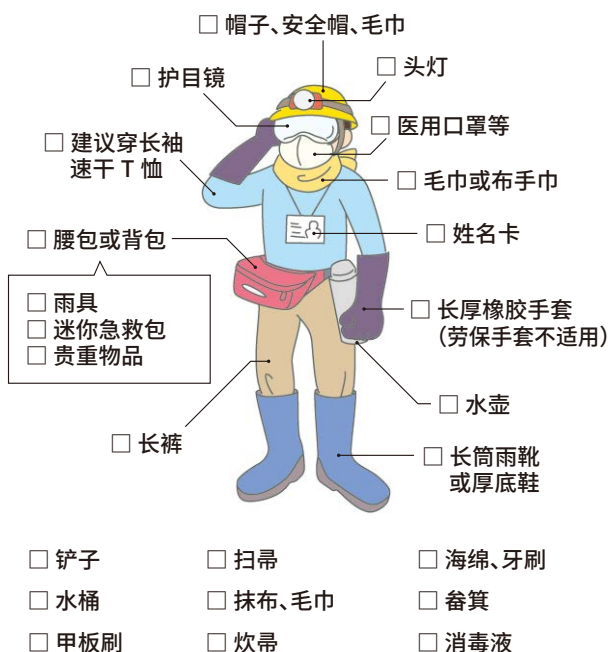 □ 帽子、安全帽、毛巾
□ 头灯
□ 护目镜
□ 医用口罩等
□ 建议穿长袖
速干 T 恤
□ 毛巾或布手巾
□ 姓名卡
□ 腰包或背包
□ 雨具
□ 迷你急救包
□ 贵重物品
□ 长厚橡胶手套
（劳保手套不适用）
□ 水壶
□ 长裤
□ 长筒雨靴
或厚底鞋
□ 铲子
□ 扫帚
□ 海绵、牙刷
□ 水桶
□ 抹布、毛巾
□ 畚箕
□ 甲板刷
□ 炊帚
□ 消毒液